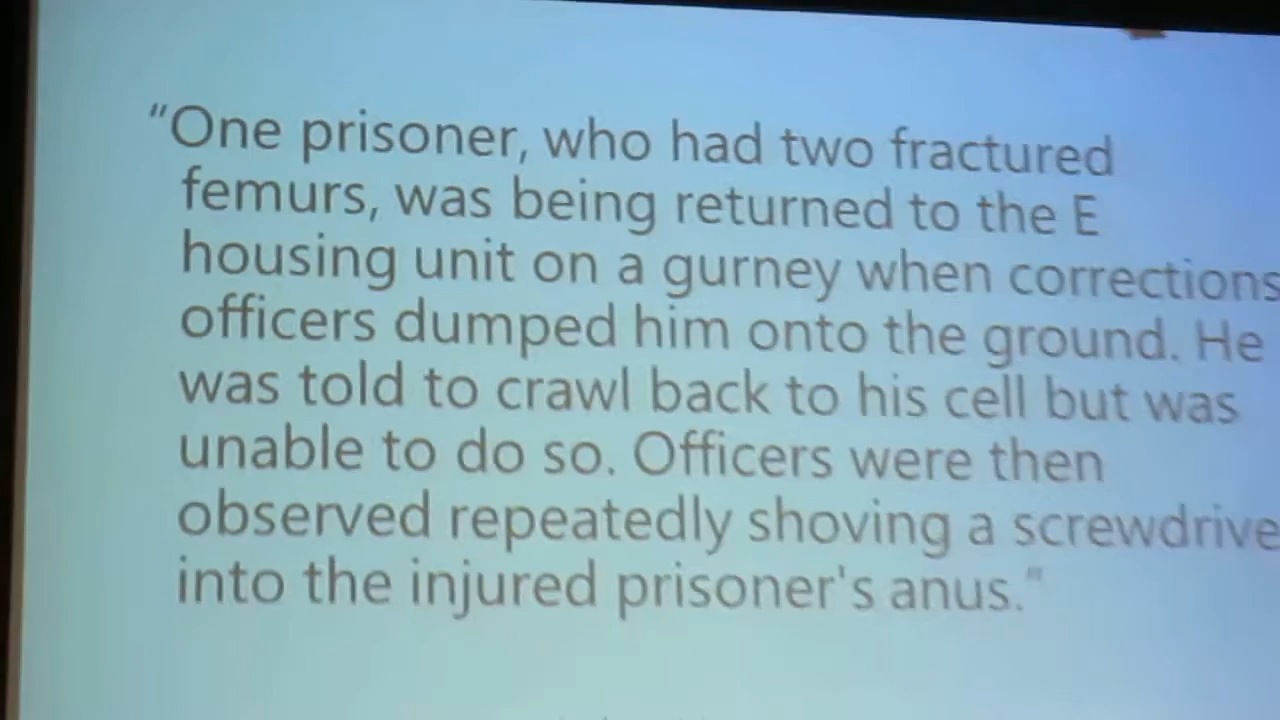 "One prisoner, who had two fractured
femurs, was being returned to the E
housing unit on a gurney when corrections
officers dumped him onto the ground. He
was told to crawl back to his cell but was
unable to do so. Officers were then
observed repeatedly shoving a screwdrive
into the injured prisoner's anus."